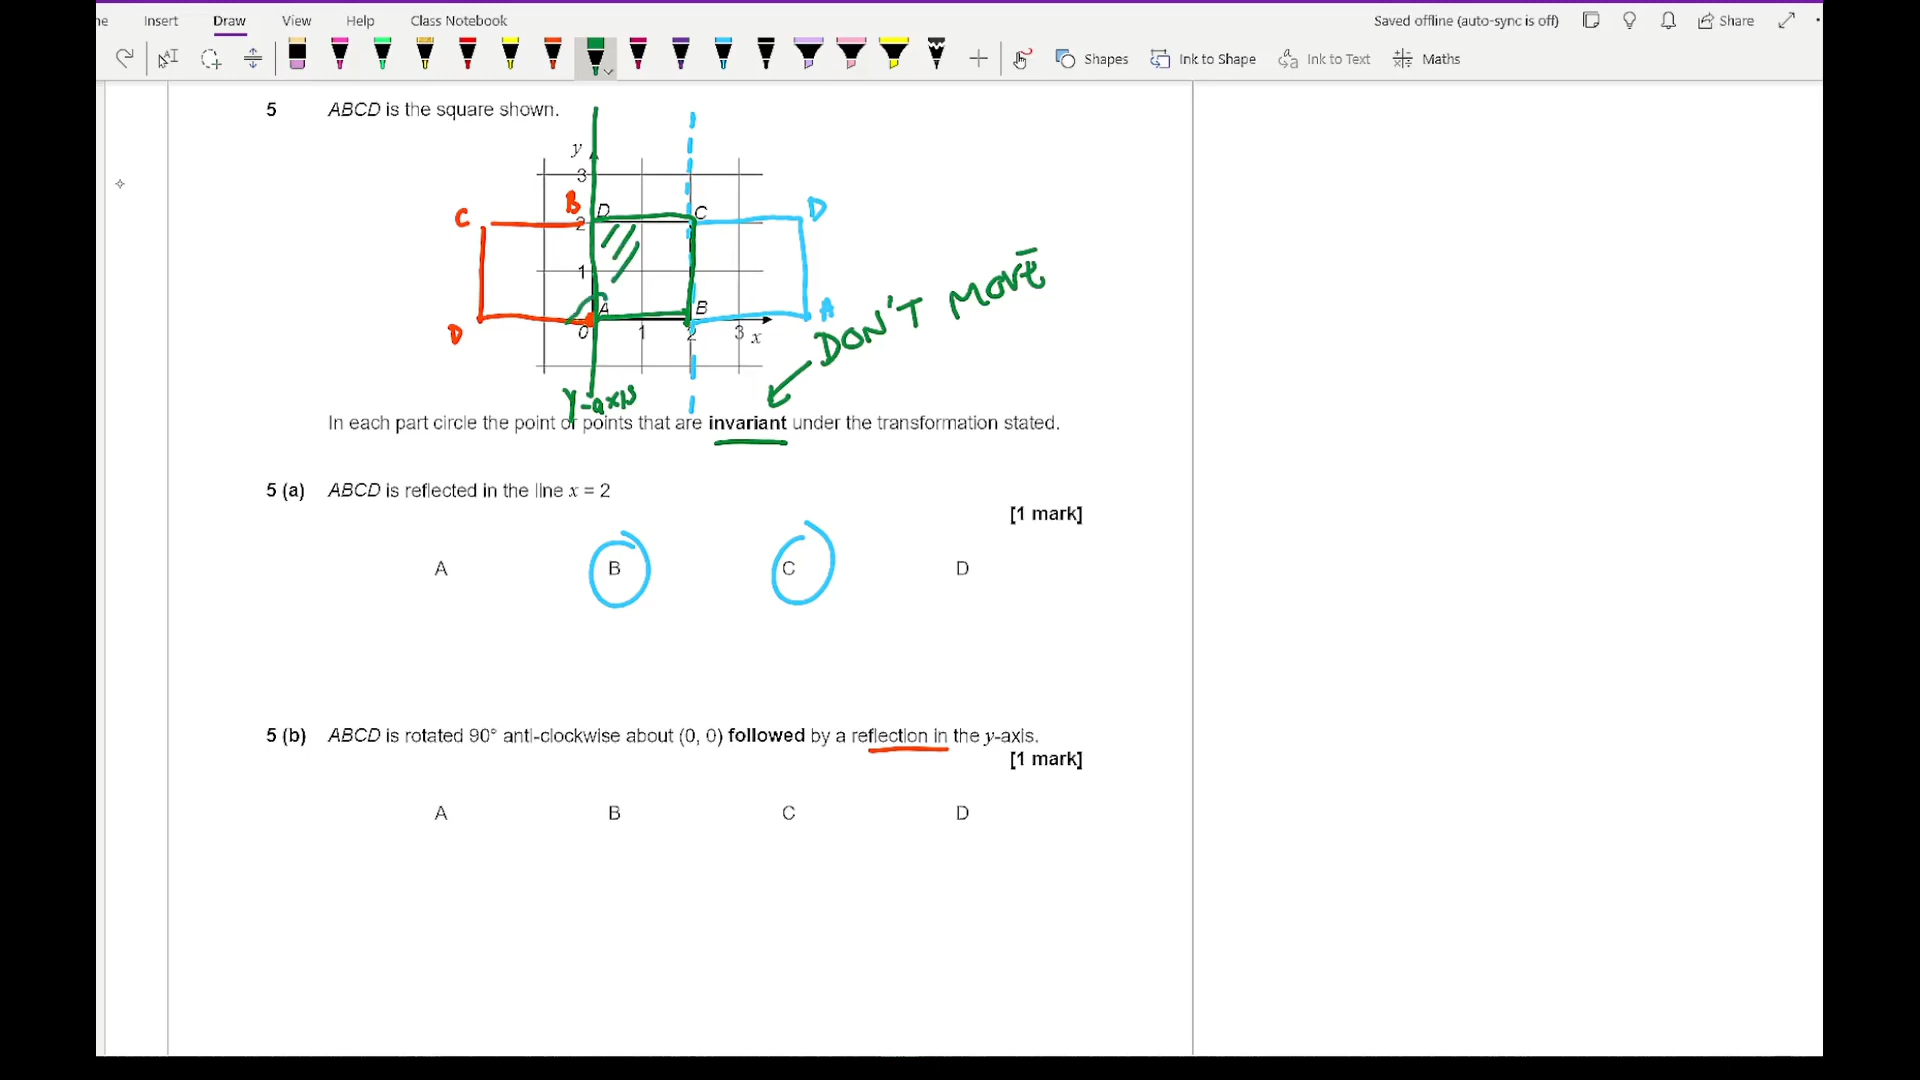 ne Insert Draw View Help Class Notebook Saved offline (auto-sync is off) Share
Shapes Ink to Shape Ink to Text Maths
5 ABCD is the square shown.
y
3
C B D C D
2
1
DON'T MOVE
A B A
0 1 2 3 x
D
Y-axis
In each part circle the point or points that are invariant under the transformation stated.
5 (a) ABCD is reflected in the line x = 2
[1 mark]
A B C D
5 (b) ABCD is rotated 90° anti-clockwise about (0, 0) followed by a reflection in the y-axis.
[1 mark]
A B C D